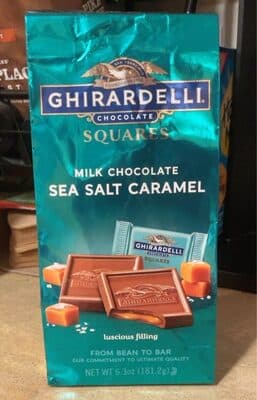 GHIRARDELLI
CHOCOLATE
SQUARES
MILK CHOCOLATE
SEA SALT CARAMEL
GHIRARDELLI
SQUARES
GHIRARDELLI
luscious filling
FROM BEAN TO BAR
OUR COMMITMENT TO ULTIMATE QUALITY
NET WT 6.3oz (181.2g)